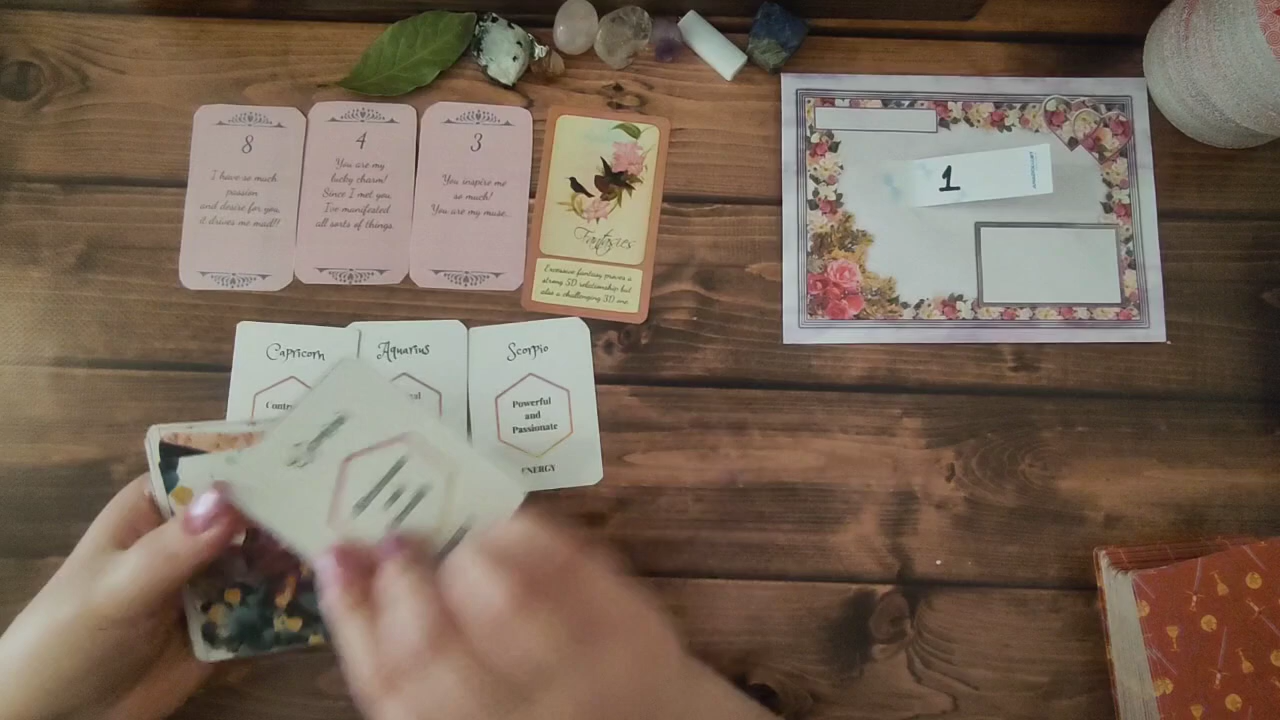 8
I have so much
passion
and desire for you,
it drives me mad!!
4
You are my
lucky charm!
Since I met you,
I've manifested
all sorts of things.
3
You inspire me
so much!
You are my muse.
Fantasies
Excessive fantasy proves a
strong 5D relationship but
also a challenging 3D one.
1
Capricorn
Aquarius
Scorpio
Powerful
and
Passionate
ENERGY